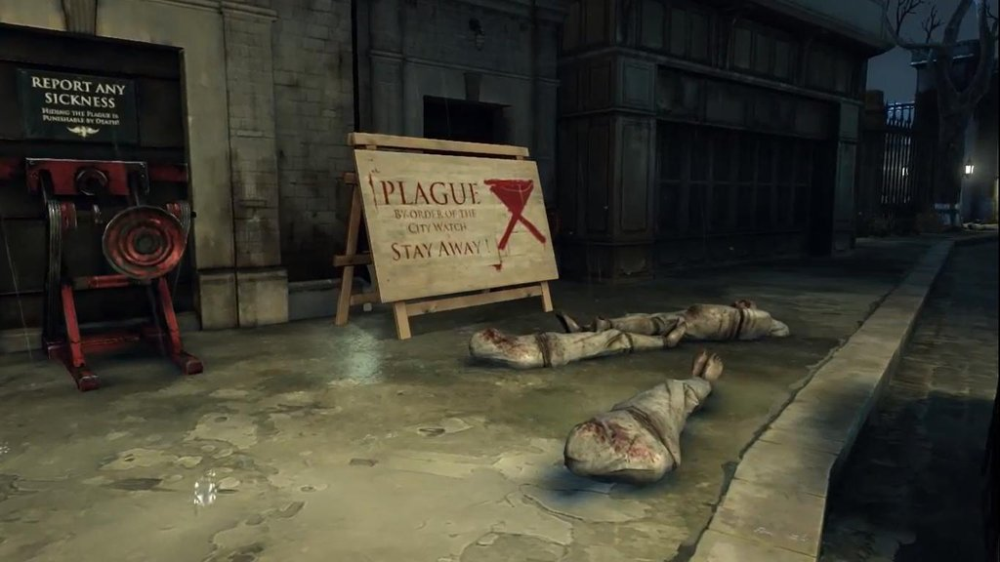 REPORT ANY
SICKNESS
HIDING THE PLAGUE IS
PUNISHABLE BY DEATH
PLAGUE
BY ORDER OF THE
CITY WATCH
STAY AWAY!